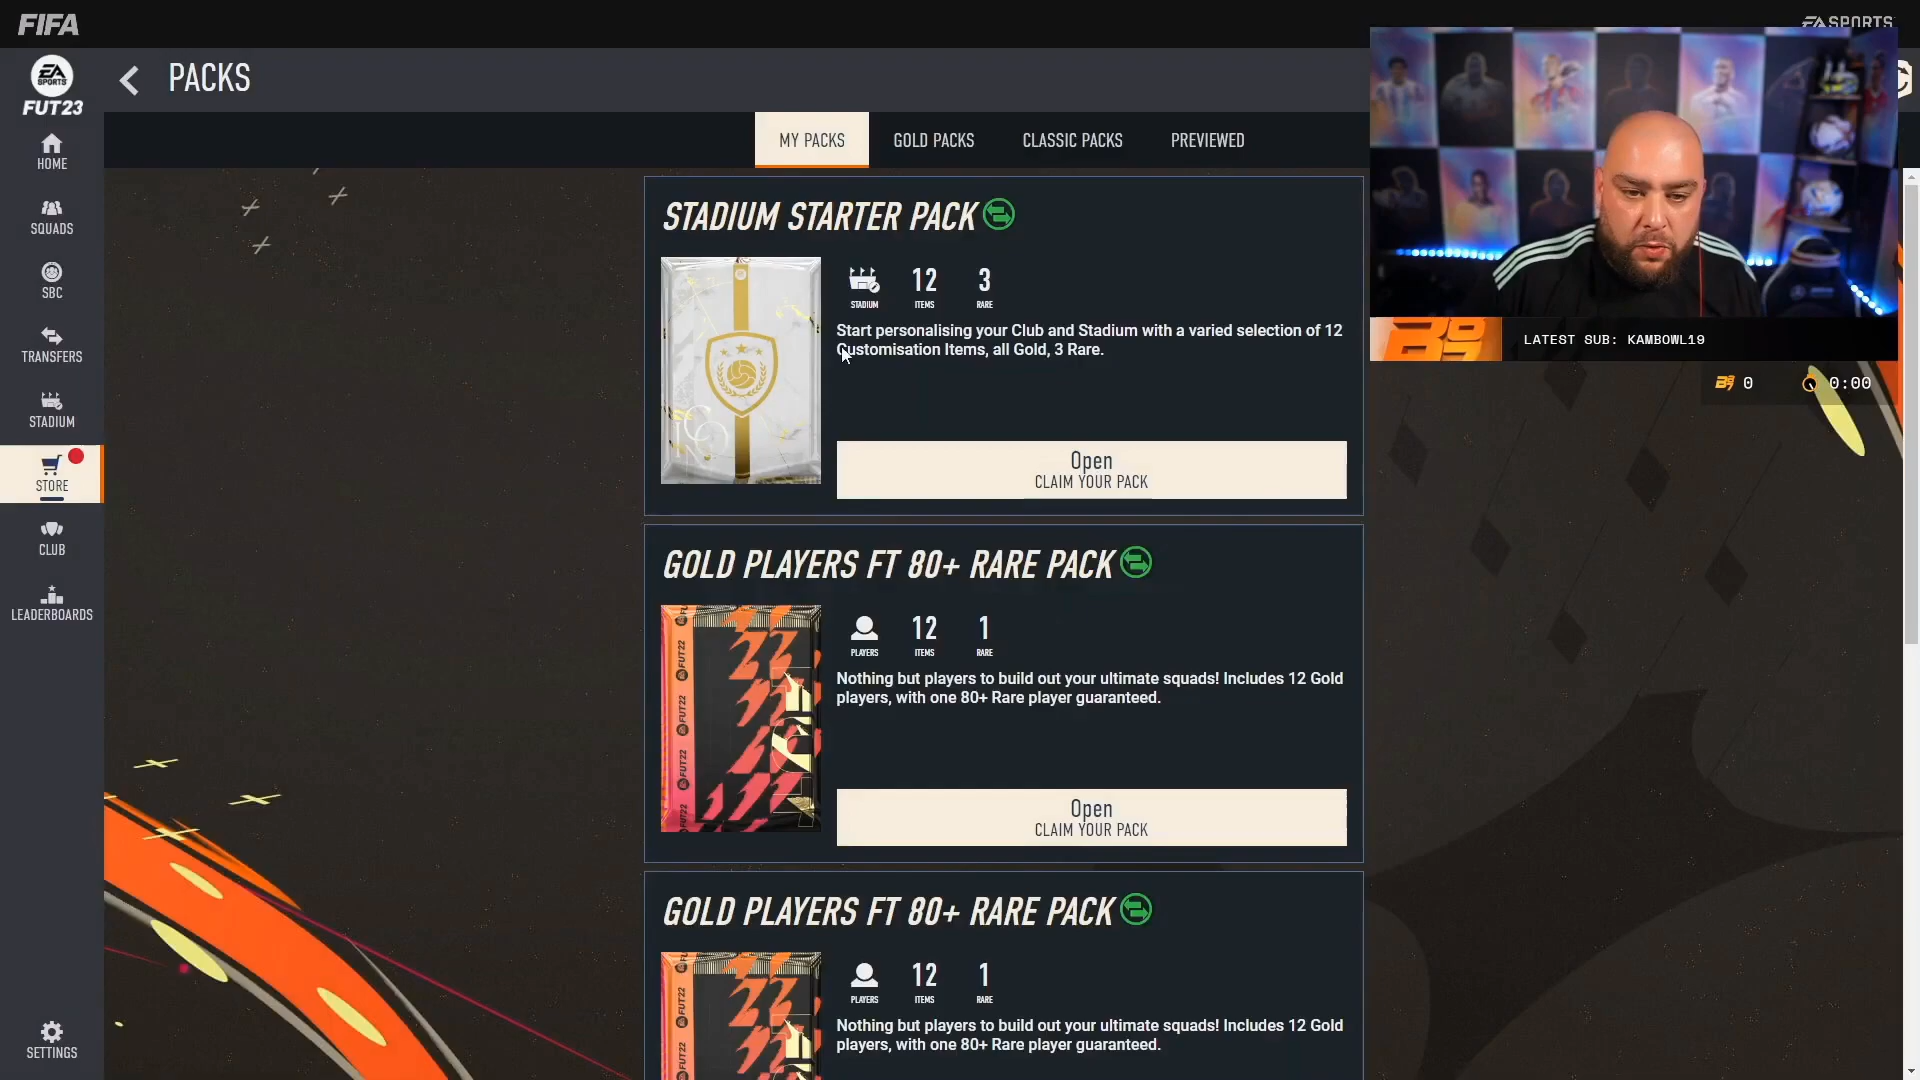 FIFA
EA SPORTS
EA SPORTS
FUT23
PACKS
HOME
SQUADS
SBC
TRANSFERS
STADIUM
STORE
CLUB
LEADERBOARDS
SETTINGS
MY PACKS
GOLD PACKS
CLASSIC PACKS
PREVIEWED
STADIUM STARTER PACK
12
3
STADIUM
ITEMS
RARE
Start personalising your Club and Stadium with a varied selection of 12
Customisation Items, all Gold, 3 Rare.
Open
CLAIM YOUR PACK
LATEST SUB: KAMBOWL19
0
0:00
GOLD PLAYERS FT 80+ RARE PACK
FUT22
FUT22
FUT22
12
1
PLAYERS
ITEMS
RARE
Nothing but players to build out your ultimate squads! Includes 12 Gold
players, with one 80+ Rare player guaranteed.
Open
CLAIM YOUR PACK
GOLD PLAYERS FT 80+ RARE PACK
FUT22
12
1
PLAYERS
ITEMS
RARE
Nothing but players to build out your ultimate squads! Includes 12 Gold
players, with one 80+ Rare player guaranteed.